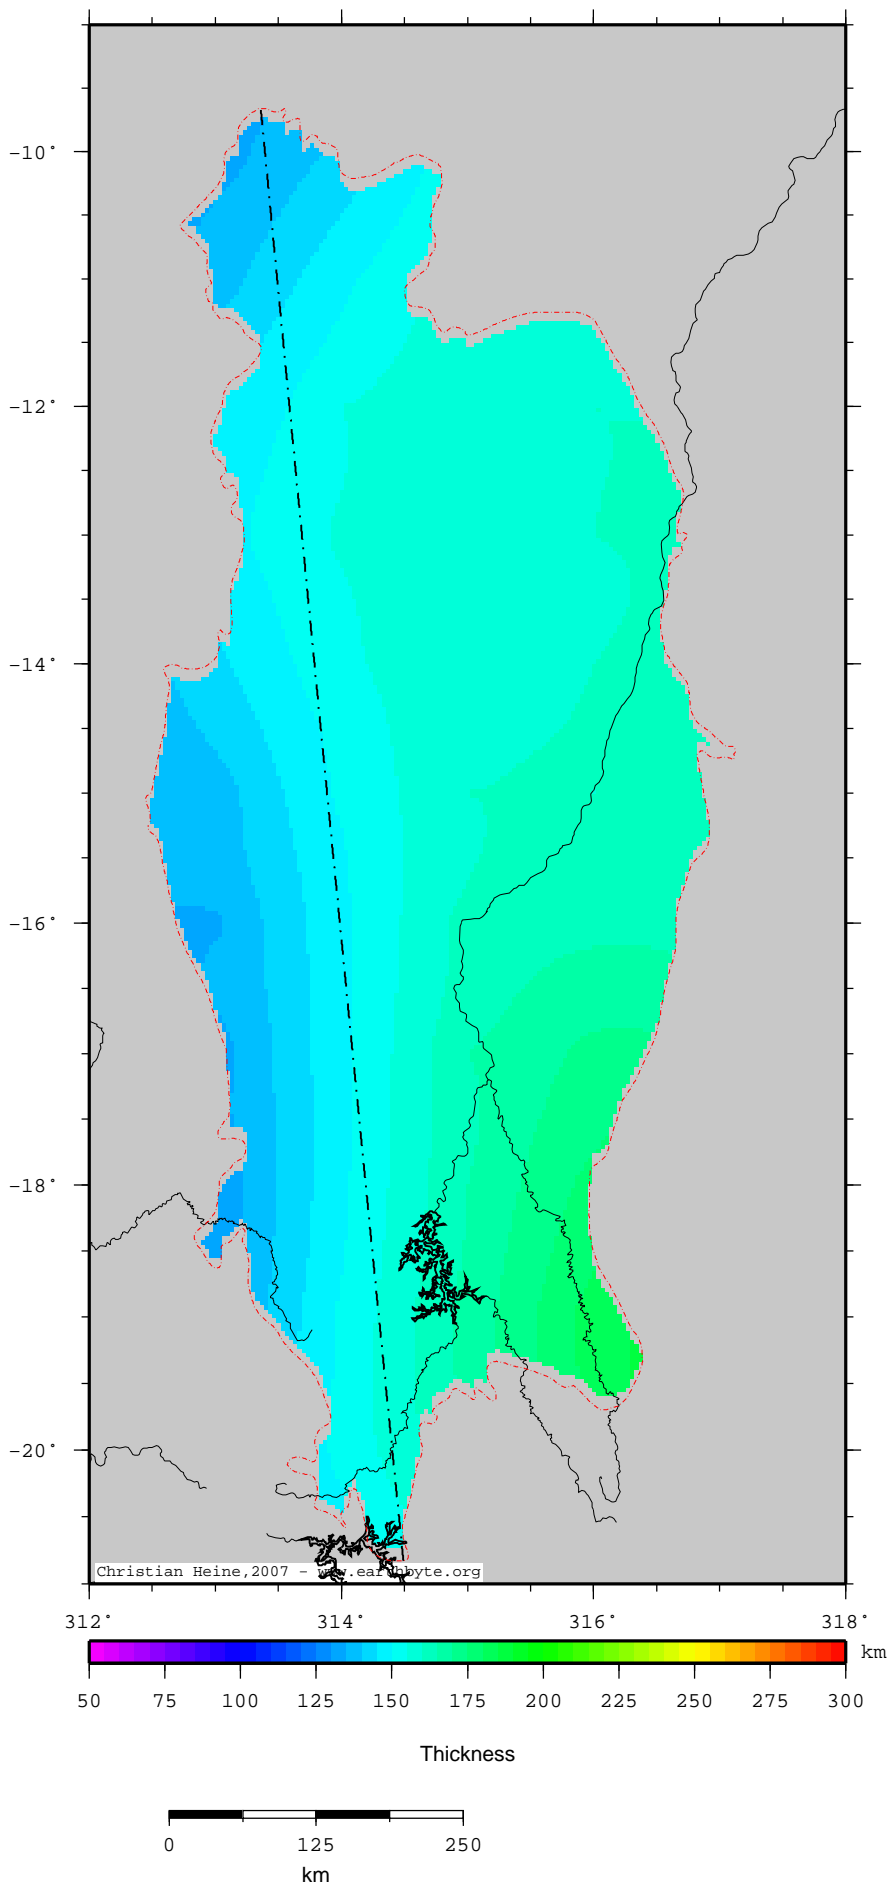 −10°
−12°
−14°
−16°
−18°
−20°
Christian Heine,2007 − www.earthbyte.org
312° 314° 316° 318°
km
50 75 100 125 150 175 200 225 250 275 300
Thickness
0 125 250
km